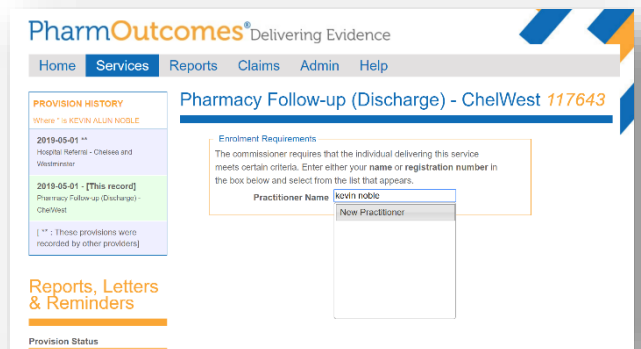 PharmOutcomes® Delivering Evidence
Home Services Reports Claims Admin Help
PROVISION HISTORY
Where * is KEVIN ALUN NOBLE
2019-05-01 **
Hospital Referral - Chelsea and
Westminster
2019-05-01 - [This record]
Pharmacy Follow-up (Discharge) -
ChelWest
[ ** : These provisions were
recorded by other providers]
Reports, Letters
& Reminders
Provision Status
Pharmacy Follow-up (Discharge) - ChelWest 117643
Enrolment Requirements
The commissioner requires that the individual delivering this service
meets certain criteria. Enter either your name or registration number in
the box below and select from the list that appears.
Practitioner Name kevin noble
New Practitioner